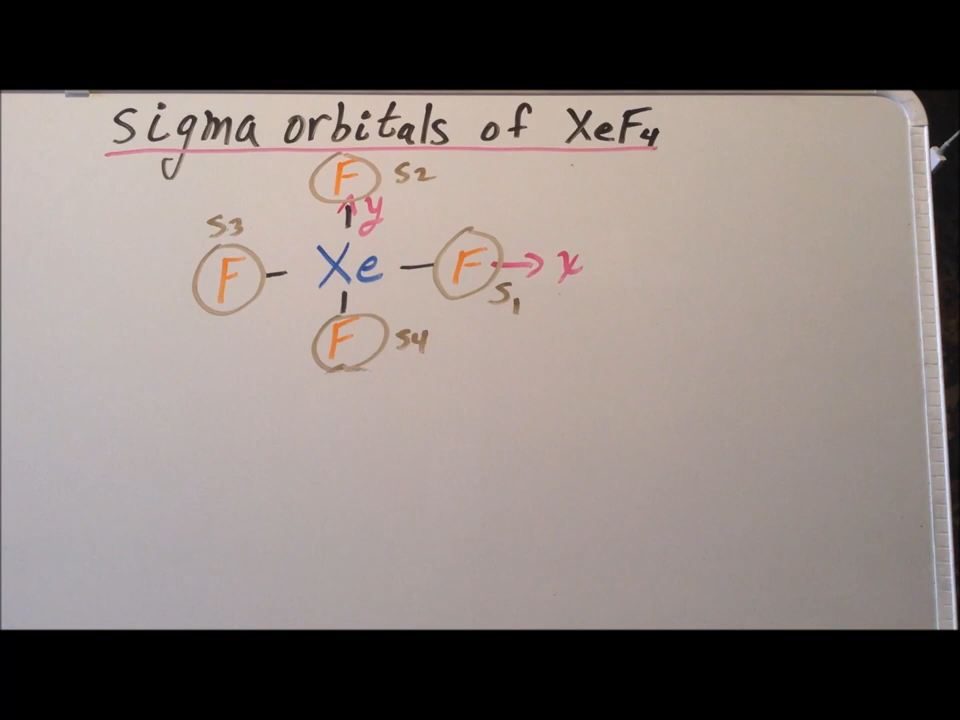 Sigma orbitals of XeF₄
F S2
y
S3
F Xe F x
S1
F S4